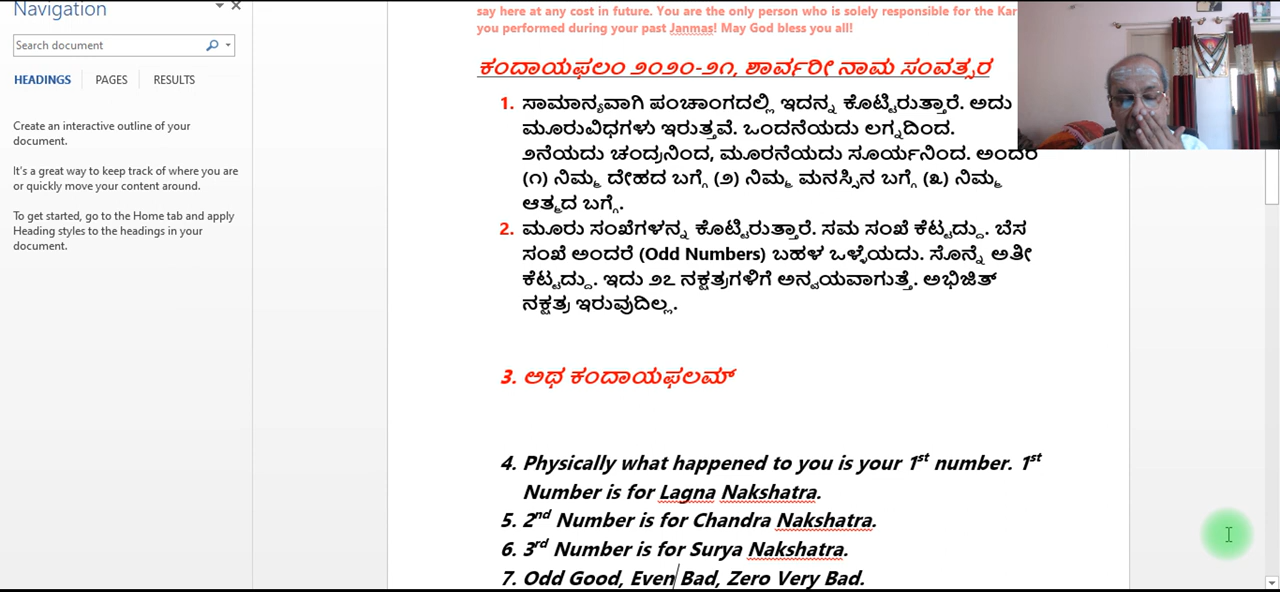 Navigation
Search document
HEADINGS PAGES RESULTS
Create an interactive outline of your
document.
It's a great way to keep track of where you are
or quickly move your content around.
To get started, go to the Home tab and apply
Heading styles to the headings in your
document.
say here at any cost in future. You are the only person who is solely responsible for the Kar
you performed during your past Janmas! May God bless you all!
ಕಂದಾಯಫಲಂ ೨೦೨೦-೨೧, ಶಾರ್ವರೀ ನಾಮ ಸಂವತ್ಸರ
1. ಸಾಮಾನ್ಯವಾಗಿ ಪಂಚಾಂಗದಲ್ಲಿ ಇದನ್ನ ಕೊಟ್ಟಿರುತ್ತಾರೆ. ಅದು
ಮೂರುವಿಧಗಳು ಇರುತ್ತವೆ. ಒಂದನೆಯದು ಲಗ್ನದಿಂದ.
೨ನೆಯದು ಚಂದ್ರನಿಂದ, ಮೂರನೆಯದು ಸೂರ್ಯನಿಂದ. ಅಂದರೆ
(೧) ನಿಮ್ಮ ದೇಹದ ಬಗ್ಗೆ (೨) ನಿಮ್ಮ ಮನಸ್ಸಿನ ಬಗ್ಗೆ (೩) ನಿಮ್ಮ
ಆತ್ಮದ ಬಗ್ಗೆ.
2. ಮೂರು ಸಂಖೆಗಳನ್ನ ಕೊಟ್ಟಿರುತ್ತಾರೆ. ಸಮ ಸಂಖೆ ಕೆಟ್ಟದ್ದು. ಬೆಸ
ಸಂಖೆ ಅಂದರೆ (Odd Numbers) ಬಹಳ ಒಳ್ಳೆಯದು. ಸೊನ್ನೆ ಅತೀ
ಕೆಟ್ಟದ್ದು. ಇದು ೨೭ ನಕ್ಷತ್ರಗಳಿಗೆ ಅನ್ವಯವಾಗುತ್ತೆ. ಅಭಿಜಿತ್
ನಕ್ಷತ್ರ ಇರುವುದಿಲ್ಲ.
3. ಅಥ ಕಂದಾಯಫಲಮ್
4. Physically what happened to you is your 1st number. 1st
Number is for Lagna Nakshatra.
5. 2nd Number is for Chandra Nakshatra.
6. 3rd Number is for Surya Nakshatra.
7. Odd Good, Even Bad, Zero Very Bad.